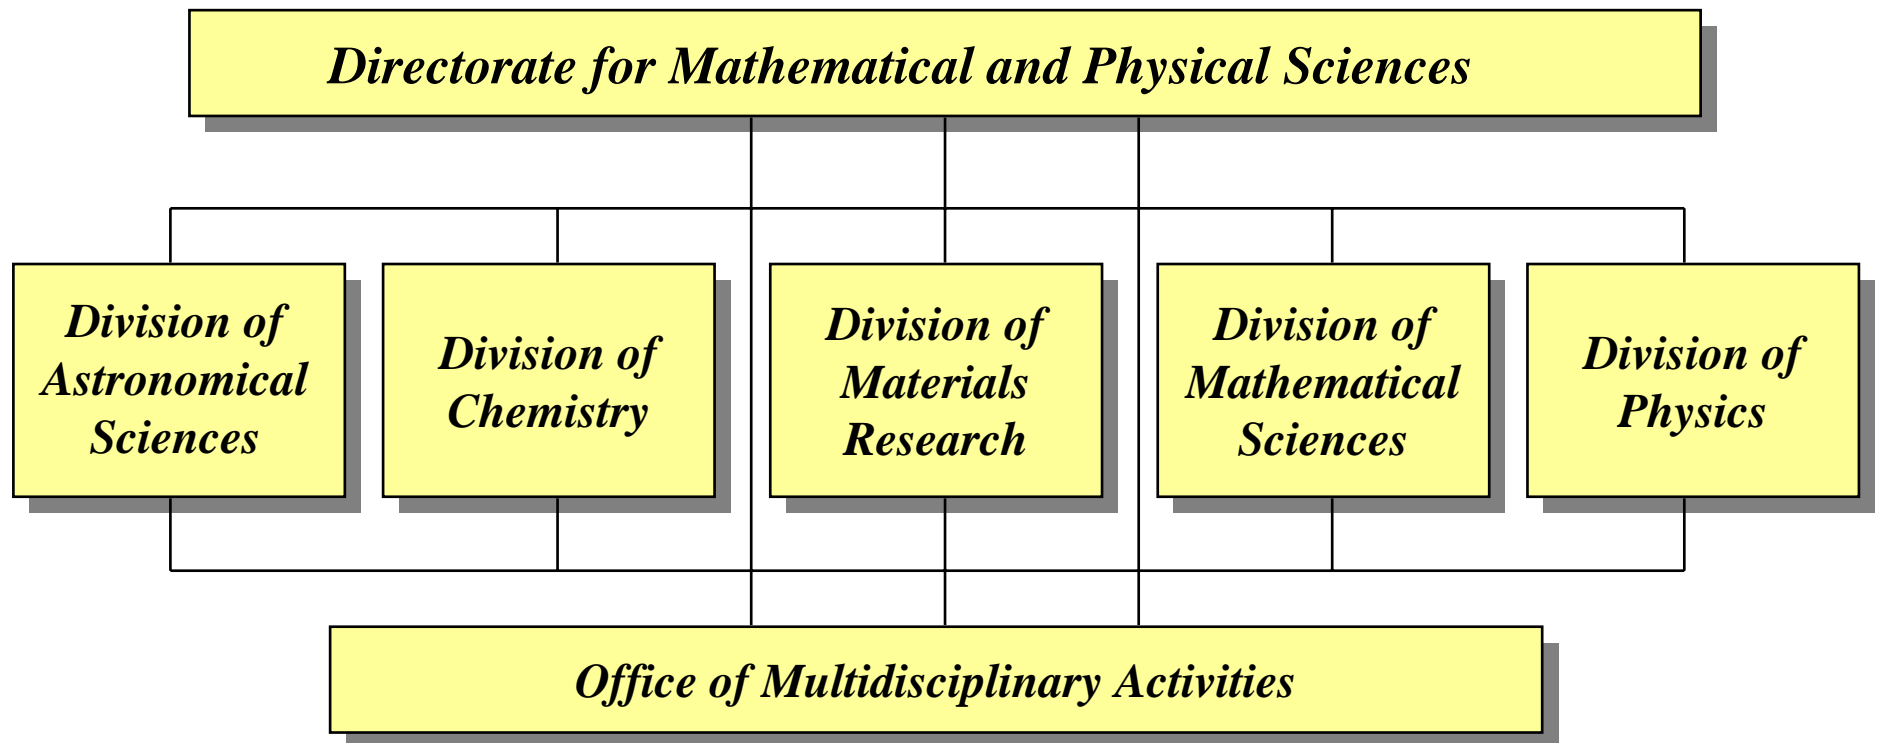 Directorate for Mathematical and Physical Sciences
Division of
Astronomical
Sciences
Division of
Chemistry
Division of
Materials
Research
Division of
Mathematical
Sciences
Division of
Physics
Office of Multidisciplinary Activities